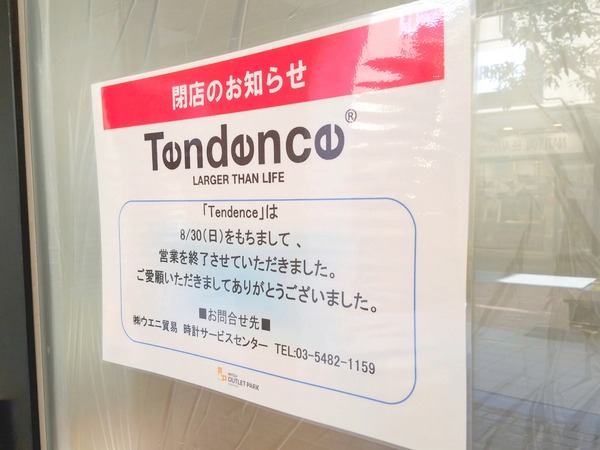 閉店のお知らせ
Tendence®
LARGER THAN LIFE
「Tendence」は
8/30(日)をもちまして、
営業を終了させていただきました。
ご愛願いただきましてありがとうございました。
■お問合せ先■
㈱ウエニ貿易 時計サービスセンター TEL:03-5482-1159
OUTLET PARK